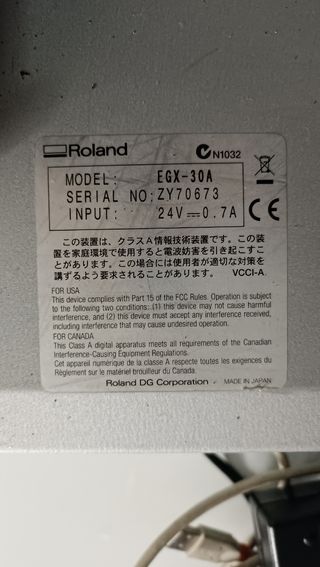 Roland N1032
MODEL: EGX-30A
SERIAL NO: ZY70673
INPUT: 24V⎓0.7A CE
この装置は、クラスA情報技術装置です。この装
置を家庭環境で使用すると電波妨害を引き起こすこ
とがあります。この場合には使用者が適切な対策を
講ずるよう要求されることがあります。 VCCI-A
FOR USA
This device complies with Part 15 of the FCC Rules. Operation is subject
to the following two conditions: (1) this device may not cause harmful
interference, and (2) this device must accept any interference received,
including interference that may cause undesired operation.
FOR CANADA
This Class A digital apparatus meets all requirements of the Canadian
Interference-Causing Equipment Regulations.
Cet appareil numérique de la classe A respecte toutes les exigences du
Règlement sur le matériel brouilleur du Canada.
Roland DG Corporation MADE IN JAPAN